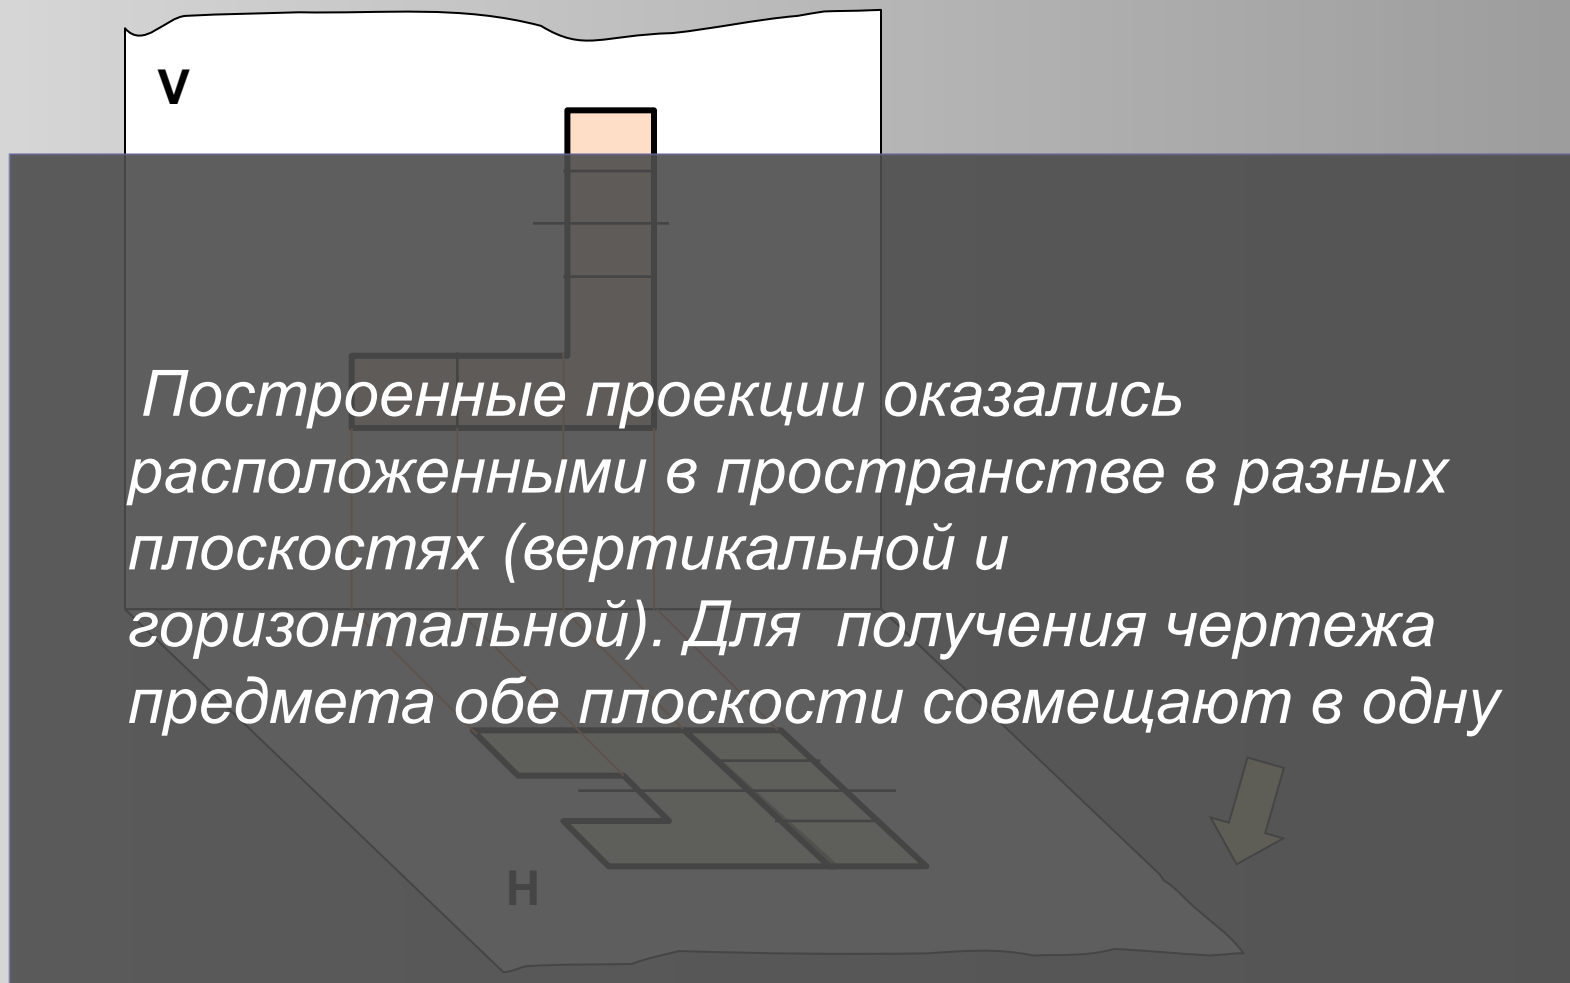 V
Построенные проекции оказались
расположенными в пространстве в разных
плоскостях (вертикальной и
горизонтальной). Для  получения чертежа
предмета обе плоскости совмещают в одну
H